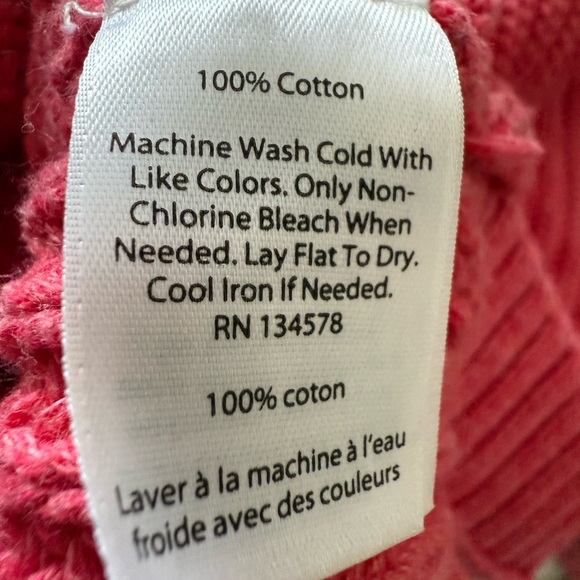 100% Cotton
Machine Wash Cold With
Like Colors. Only Non-
Chlorine Bleach When
Needed. Lay Flat To Dry.
Cool Iron If Needed.
RN 134578
100% coton
Laver à la machine à l'eau
froide avec des couleurs